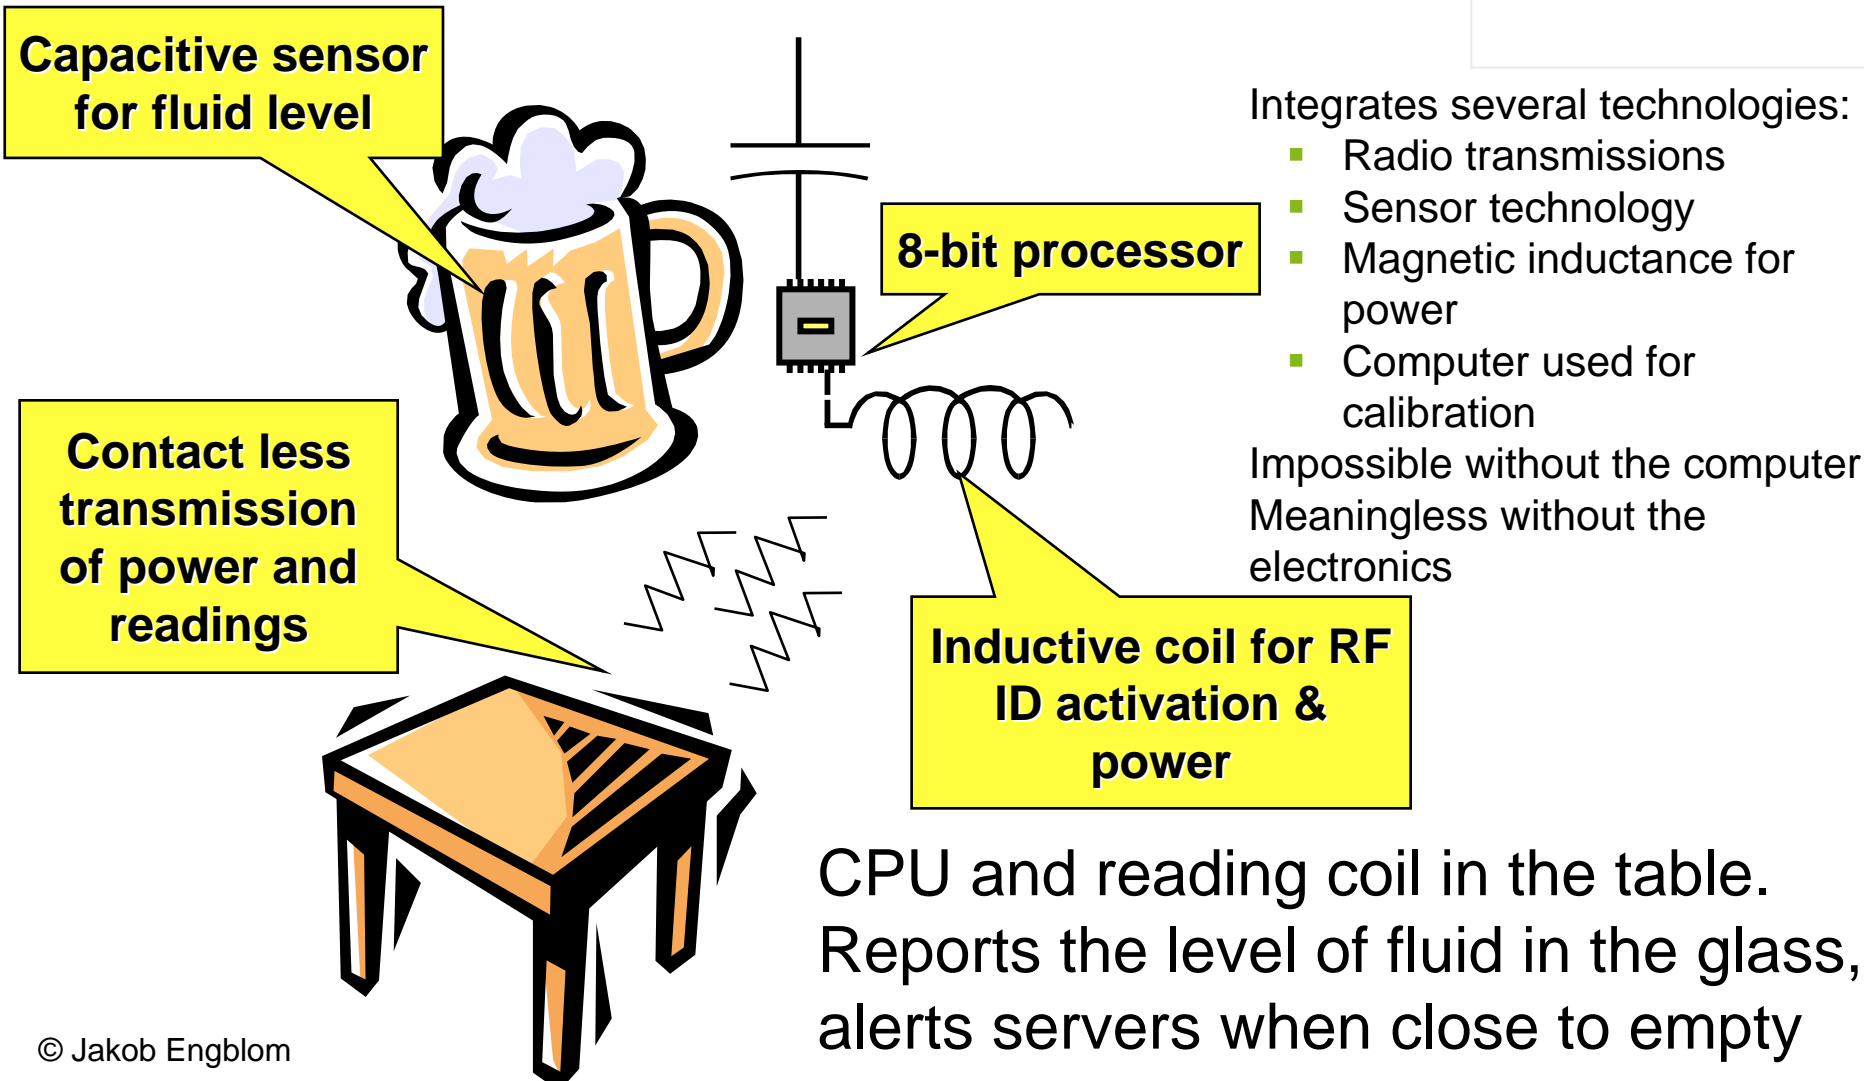 Capacitive sensor
for fluid level
Integrates several technologies:
▪ Radio transmissions
▪ Sensor technology
▪ Magnetic inductance for
power
▪ Computer used for
calibration
Impossible without the computer
Meaningless without the
electronics
8-bit processor
Contact less
transmission
of power and
readings
Inductive coil for RF
ID activation &
power
CPU and reading coil in the table.
Reports the level of fluid in the glass,
alerts servers when close to empty
© Jakob Engblom